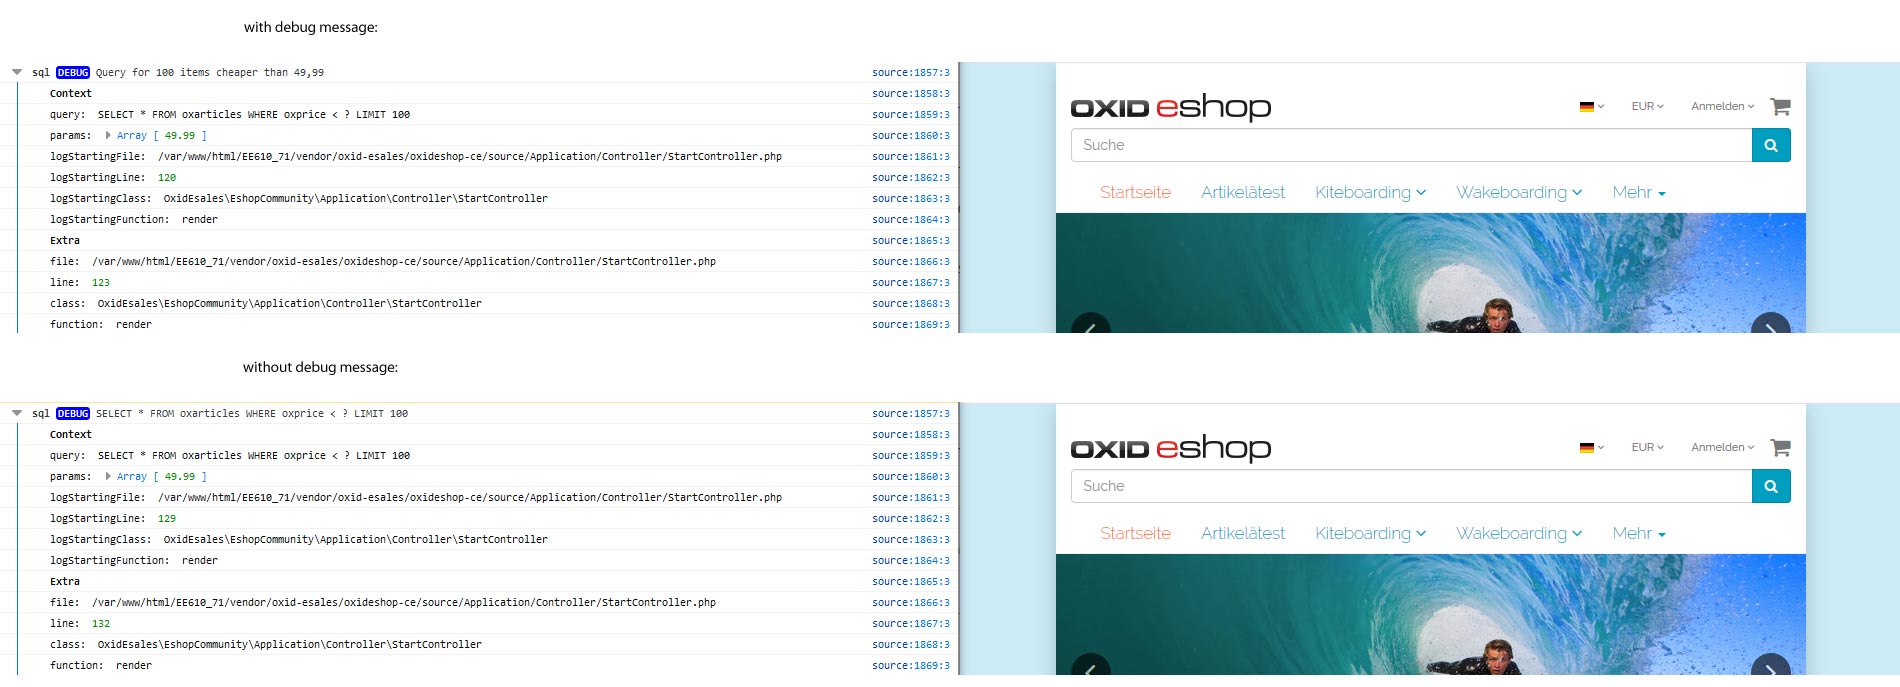 with debug message:
sql DEBUG Query for 100 items cheaper than 49,99 source:1857:3
Context source:1858:3
query: SELECT * FROM oxarticles WHERE oxprice < ? LIMIT 100 source:1859:3
params: Array [ 49.99 ] source:1860:3
logStartingFile: /var/www/html/EE610_71/vendor/oxid-esales/oxideshop-ce/source/Application/Controller/StartController.php source:1861:3
logStartingLine: 120 source:1862:3
logStartingClass: OxidEsales\EshopCommunity\Application\Controller\StartController source:1863:3
logStartingFunction: render source:1864:3
Extra source:1865:3
file: /var/www/html/EE610_71/vendor/oxid-esales/oxideshop-ce/source/Application/Controller/StartController.php source:1866:3
line: 123 source:1867:3
class: OxidEsales\EshopCommunity\Application\Controller\StartController source:1868:3
function: render source:1869:3
OXID eshop
EUR Anmelden
Suche
Startseite Artikelätest Kiteboarding Wakeboarding Mehr
without debug message:
sql DEBUG SELECT * FROM oxarticles WHERE oxprice < ? LIMIT 100 source:1857:3
Context source:1858:3
query: SELECT * FROM oxarticles WHERE oxprice < ? LIMIT 100 source:1859:3
params: Array [ 49.99 ] source:1860:3
logStartingFile: /var/www/html/EE610_71/vendor/oxid-esales/oxideshop-ce/source/Application/Controller/StartController.php source:1861:3
logStartingLine: 129 source:1862:3
logStartingClass: OxidEsales\EshopCommunity\Application\Controller\StartController source:1863:3
logStartingFunction: render source:1864:3
Extra source:1865:3
file: /var/www/html/EE610_71/vendor/oxid-esales/oxideshop-ce/source/Application/Controller/StartController.php source:1866:3
line: 132 source:1867:3
class: OxidEsales\EshopCommunity\Application\Controller\StartController source:1868:3
function: render source:1869:3
OXID eshop
EUR Anmelden
Suche
Startseite Artikelätest Kiteboarding Wakeboarding Mehr